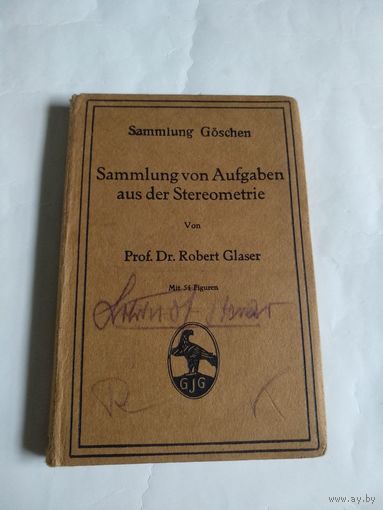 Sammlung Göschen
Sammlung von Aufgaben
aus der Stereometrie
Von
Prof. Dr. Robert Glaser
Mit 54 Figuren
GJG
www.ay.by